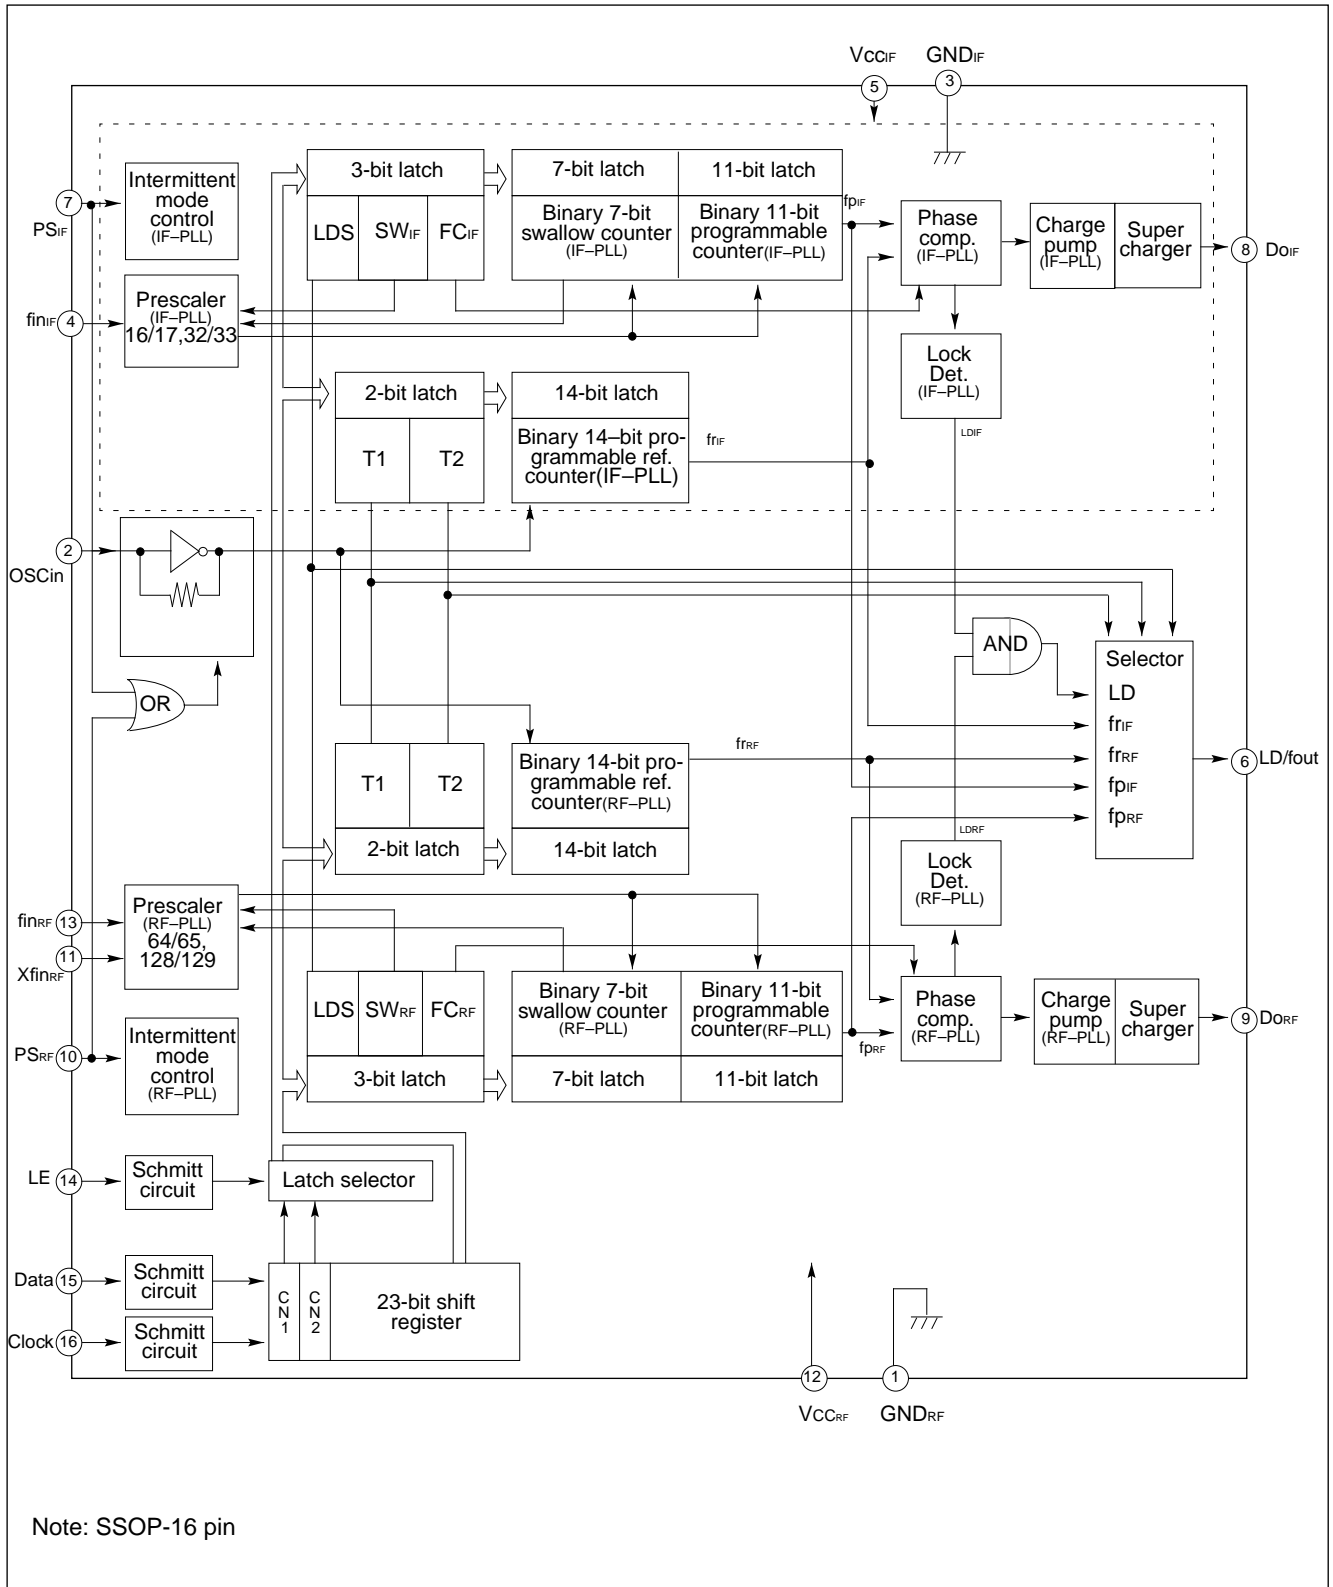 VccIF
GNDIF
5
3
7
PSIF
Intermittent
mode
control
(IF–PLL)
3-bit latch
LDS
SWIF
FCIF
7-bit latch
11-bit latch
Binary 7-bit
swallow counter
(IF–PLL)
Binary 11-bit
programmable
counter(IF–PLL)
fpIF
Phase
comp.
(IF–PLL)
Charge
pump
(IF–PLL)
Super
charger
8
DoIF
finIF
4
Prescaler
(IF–PLL)
16/17,32/33
Lock
Det.
(IF–PLL)
LDIF
2-bit latch
T1
T2
14-bit latch
Binary 14–bit pro-
grammable ref.
counter(IF–PLL)
frIF
2
OSCin
OR
AND
Selector
LD
frIF
frRF
fpIF
fpRF
6
LD/fout
T1
T2
2-bit latch
Binary 14-bit pro-
grammable ref.
counter(RF–PLL)
14-bit latch
frRF
LDRF
Lock
Det.
(RF–PLL)
finRF
13
11
XfinRF
Prescaler
(RF–PLL)
64/65,
128/129
LDS
SWRF
FCRF
3-bit latch
Binary 7-bit
swallow counter
(RF–PLL)
Binary 11-bit
programmable
counter(RF–PLL)
7-bit latch
11-bit latch
fpRF
Phase
comp.
(RF–PLL)
Charge
pump
(RF–PLL)
Super
charger
9
DoRF
PSRF
10
Intermittent
mode
control
(RF–PLL)
LE
14
Schmitt
circuit
Latch selector
Data
15
Schmitt
circuit
CN1
CN2
23-bit shift
register
Clock
16
Schmitt
circuit
12
1
VCCRF
GNDRF
Note: SSOP-16 pin